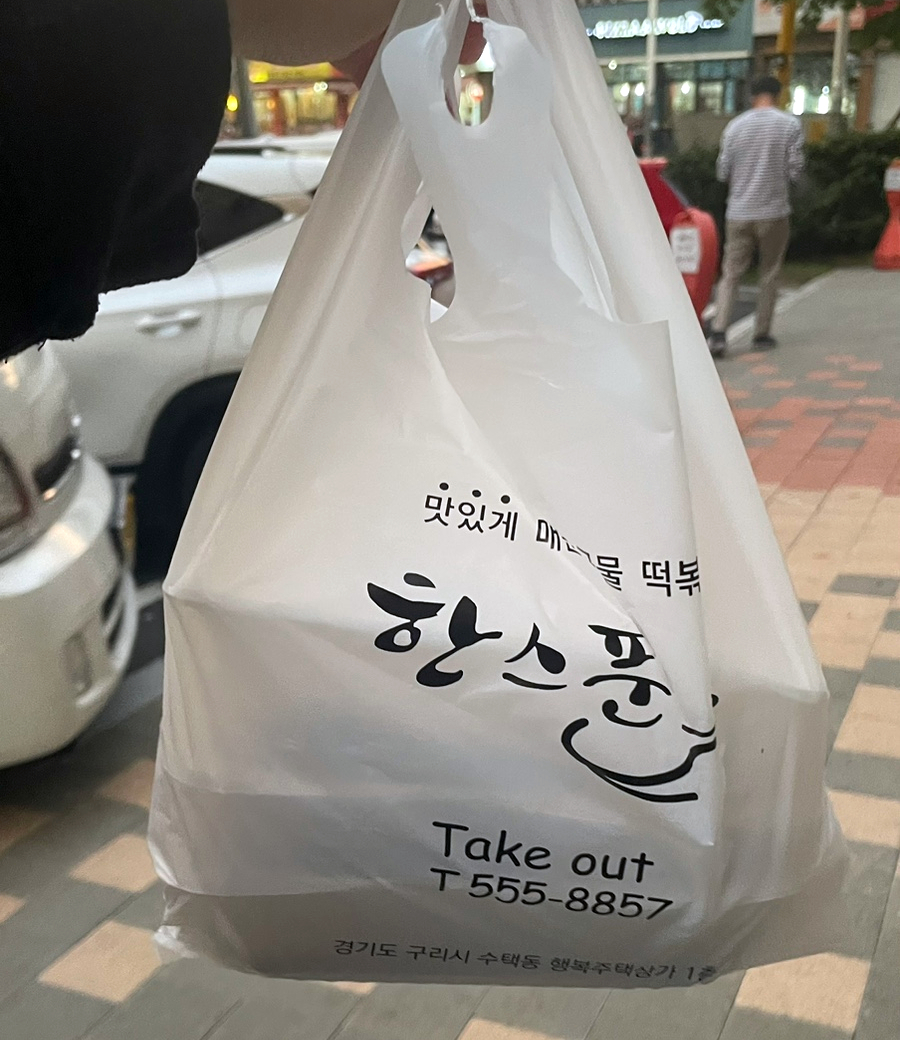 맛있게 떡볶
한스푼
Take out
T 555-8857
경기도 구리시 수택동 행복주택상가 1층